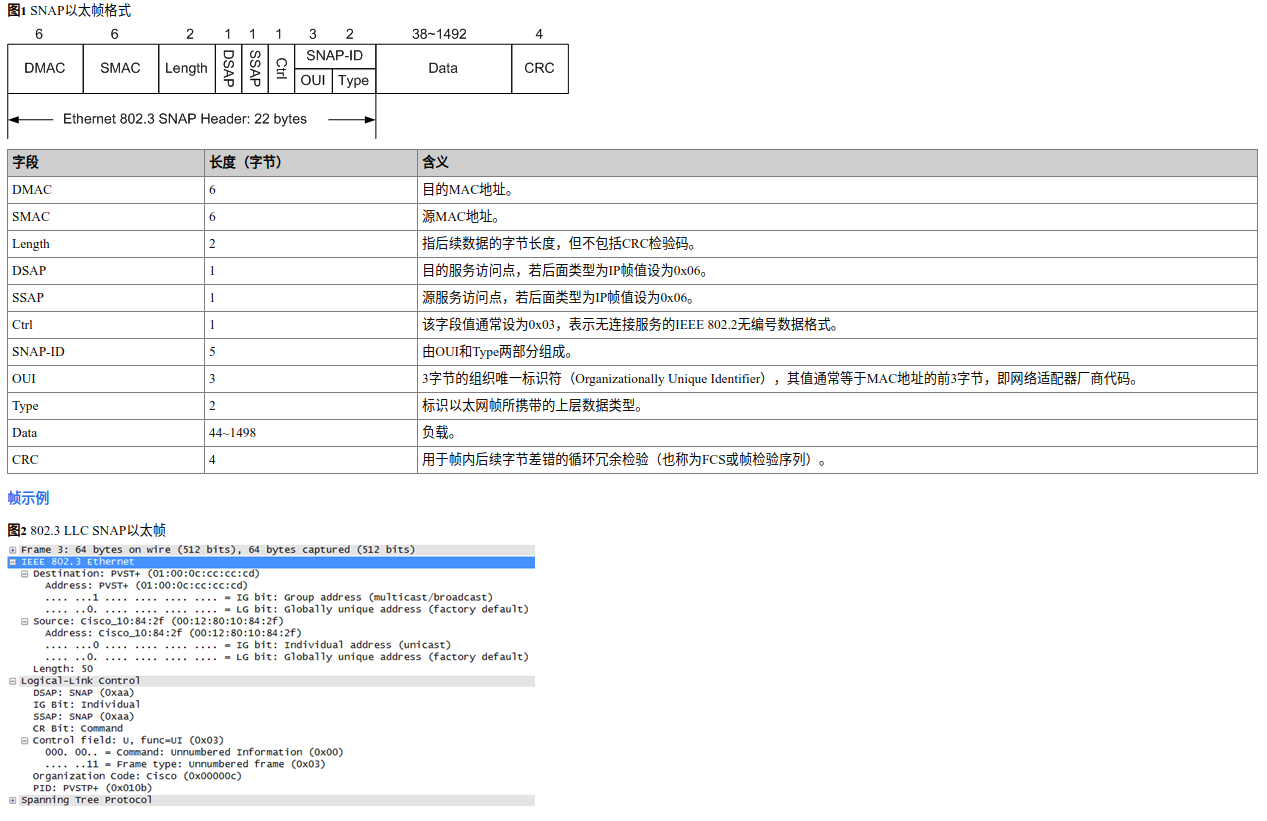 图1 SNAP以太帧格式
6 6 2 1 1 1 3 2 38~1492 4
DMAC SMAC Length DSAP SSAP Ctrl SNAP-ID OUI Type Data CRC
Ethernet 802.3 SNAP Header: 22 bytes
字段 长度（字节） 含义
DMAC 6 目的MAC地址。
SMAC 6 源MAC地址。
Length 2 指后续数据的字节长度，但不包括CRC检验码。
DSAP 1 目的服务访问点，若后面类型为IP帧值设为0x06。
SSAP 1 源服务访问点，若后面类型为IP帧值设为0x06。
Ctrl 1 该字段值通常设为0x03，表示无连接服务的IEEE 802.2无编号数据格式。
SNAP-ID 5 由OUI和Type两部分组成。
OUI 3 3字节的组织唯一标识符（Organizationally Unique Identifier），其值通常等于MAC地址的前3字节，即网络适配器厂商代码。
Type 2 标识以太网帧所携带的上层数据类型。
Data 44~1498 负载。
CRC 4 用于帧内后续字节差错的循环冗余检验（也称为FCS或帧检验序列）。
帧示例
图2 802.3 LLC SNAP以太帧
Frame 3: 64 bytes on wire (512 bits), 64 bytes captured (512 bits)
IEEE 802.3 Ethernet
Destination: PVST+ (01:00:0c:cc:cc:cd)
Address: PVST+ (01:00:0c:cc:cc:cd)
.... ...1 .... .... .... .... = IG bit: Group address (multicast/broadcast)
.... ..0. .... .... .... .... = LG bit: Globally unique address (factory default)
Source: Cisco_10:84:2f (00:12:80:10:84:2f)
Address: Cisco_10:84:2f (00:12:80:10:84:2f)
.... ...0 .... .... .... .... = IG bit: Individual address (unicast)
.... ..0. .... .... .... .... = LG bit: Globally unique address (factory default)
Length: 50
Logical-Link Control
DSAP: SNAP (0xaa)
IG Bit: Individual
SSAP: SNAP (0xaa)
CR Bit: Command
Control field: U, func=UI (0x03)
000. 00.. = Command: Unnumbered Information (0x00)
.... ..11 = Frame type: Unnumbered frame (0x03)
Organization Code: Cisco (0x00000c)
PID: PVSTP+ (0x010b)
Spanning Tree Protocol